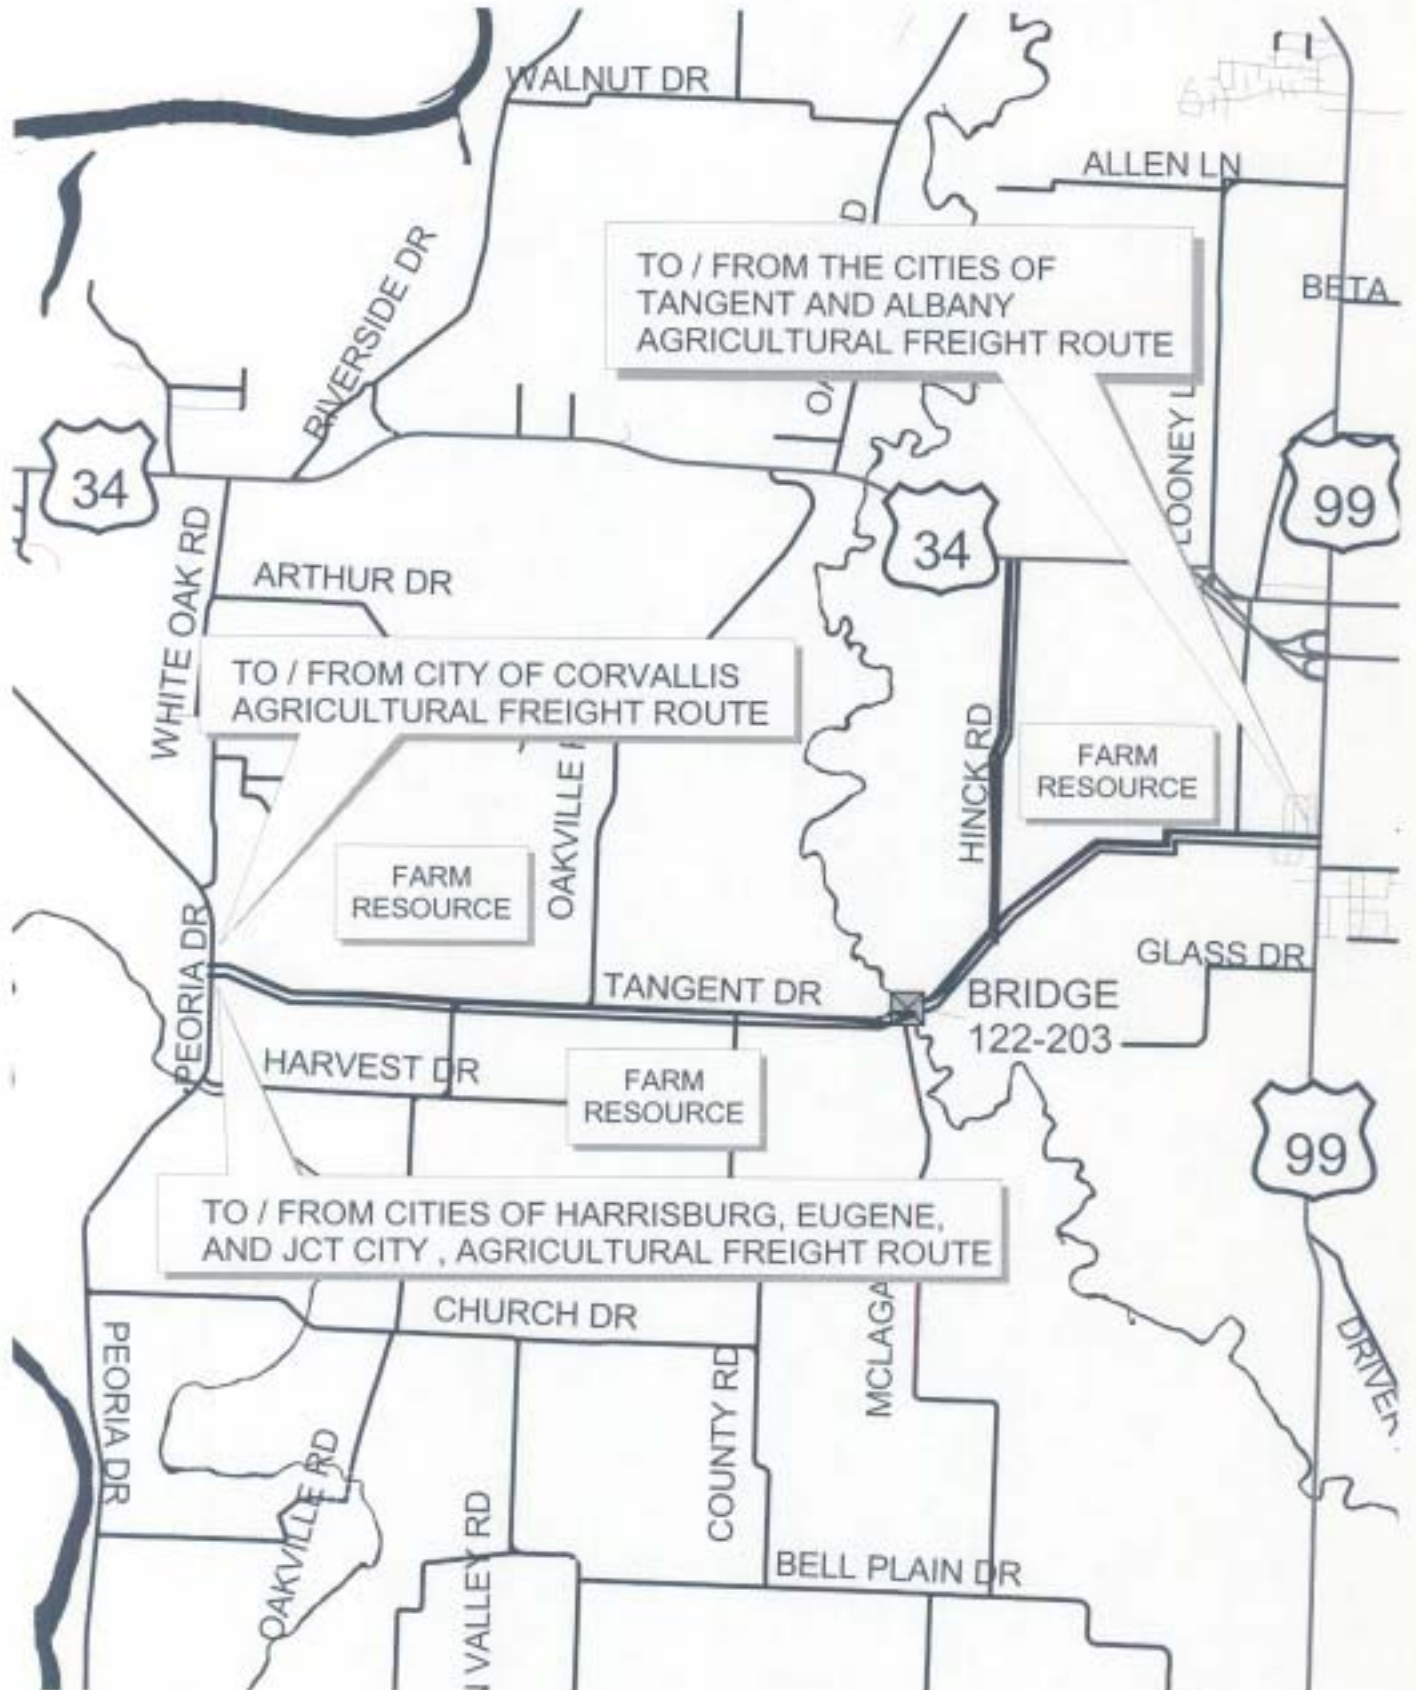 WALNUT DR
ALLEN LN
D
RIVERSIDE DR
TO / FROM THE CITIES OF
TANGENT AND ALBANY
AGRICULTURAL FREIGHT ROUTE
BETA
OA
LOONEY L
34
99
34
WHITE OAK RD
ARTHUR DR
TO / FROM CITY OF CORVALLIS
AGRICULTURAL FREIGHT ROUTE
OAKVILLE R
HINCK RD
FARM
RESOURCE
FARM
RESOURCE
PEORIA DR
TANGENT DR
BRIDGE
122-203
GLASS DR
HARVEST DR
FARM
RESOURCE
99
TO / FROM CITIES OF HARRISBURG, EUGENE,
AND JCT CITY , AGRICULTURAL FREIGHT ROUTE
CHURCH DR
MCLAGA
PEORIA DR
COUNTY RD
DRIVER
OAKVILLE RD
N VALLEY RD
BELL PLAIN DR